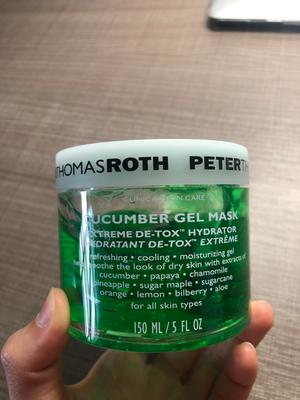 THOMASROTH PETERTH
CLINICAL SKIN CARE
CUCUMBER GEL MASK
EXTREME DE-TOX™ HYDRATOR
HYDRATANT DE-TOX™ EXTRÊME
refreshing • cooling • moisturizing gel
soothe the look of dry skin with extracts of
cucumber • papaya • chamomile
pineapple • sugar maple • sugarcane
orange • lemon • bilberry • aloe
for all skin types
150 ML/5 FL OZ